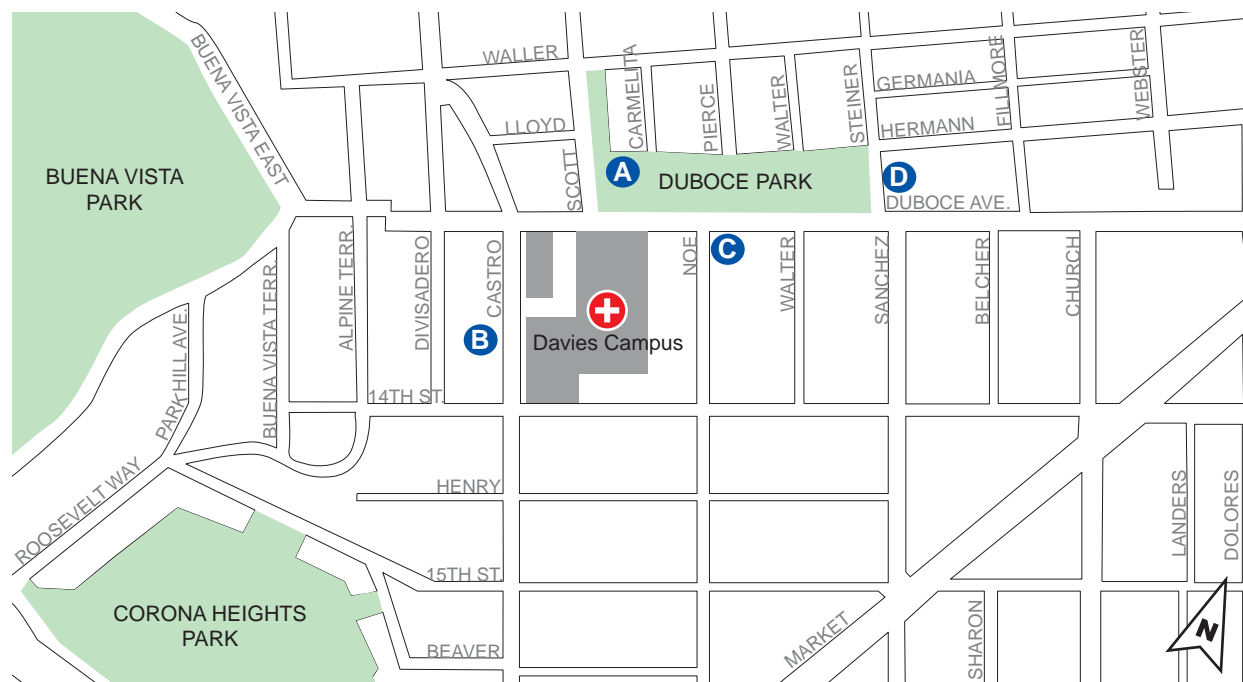 WALLER
BUENA VISTA EAST
CARMELITA
PIERCE
WALTER
STEINER
GERMANIA
FILLMORE
WEBSTER
LLOYD
HERMANN
SCOTT
A
D
BUENA VISTA
PARK
DUBOCE PARK
DUBOCE AVE.
ALPINE TERR.
DIVISADERO
CASTRO
NOE
C
WALTER
SANCHEZ
BELCHER
CHURCH
BUENA VISTA TERR.
PARK HILL AVE.
B
Davies Campus
14TH ST.
ROOSEVELT WAY
HENRY
LANDERS
DOLORES
15TH ST.
CORONA HEIGHTS
PARK
BEAVER
MARKET
SHARON
N